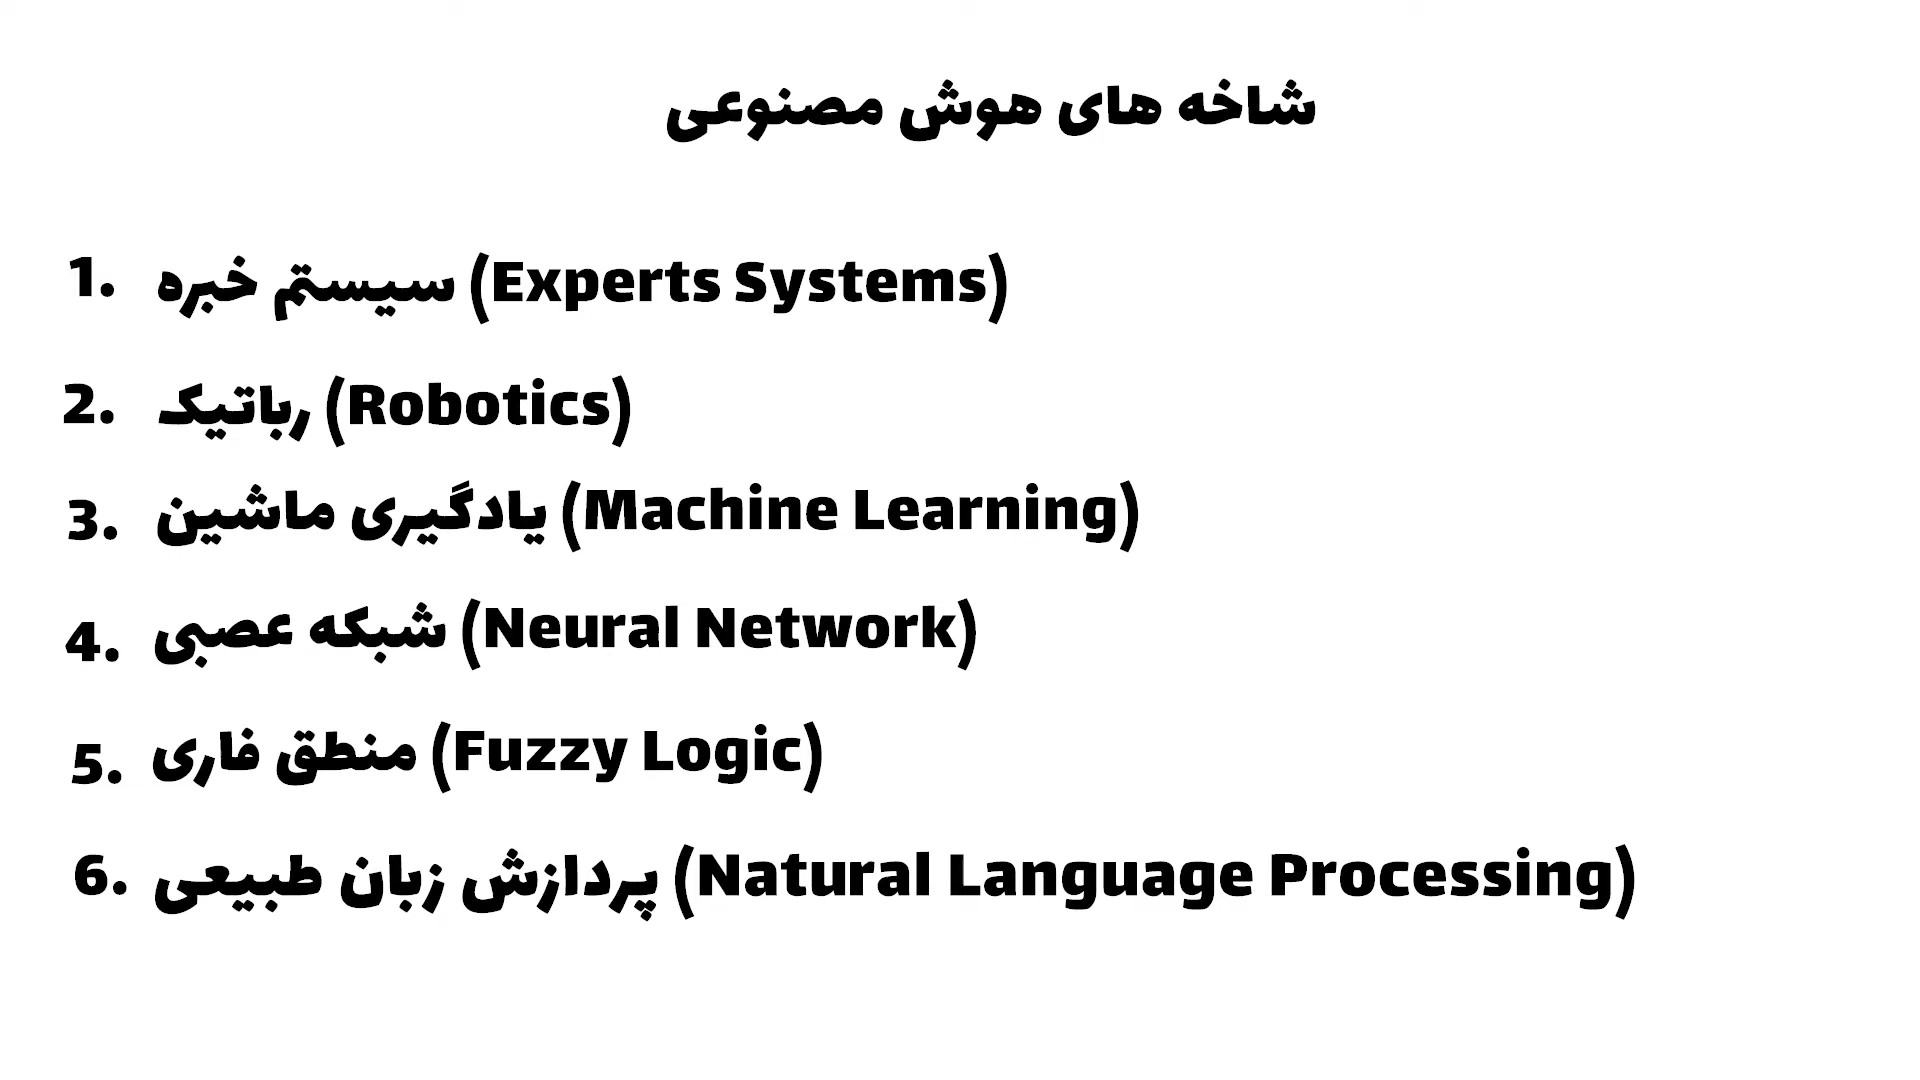 شاخه های هوش مصنوعی
1. سیستم خبره (Experts Systems)
2. رباتیک (Robotics)
3. یادگیری ماشین (Machine Learning)
4. شبکه عصبی (Neural Network)
5. منطق فاری (Fuzzy Logic)
6. پردازش زبان طبیعی (Natural Language Processing)